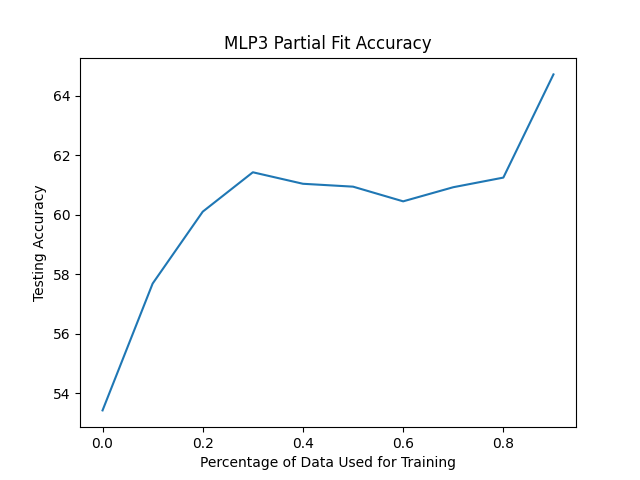 MLP3 Partial Fit Accuracy
64
62
60
58
56
54
Testing Accuracy
0.0 0.2 0.4 0.6 0.8
Percentage of Data Used for Training